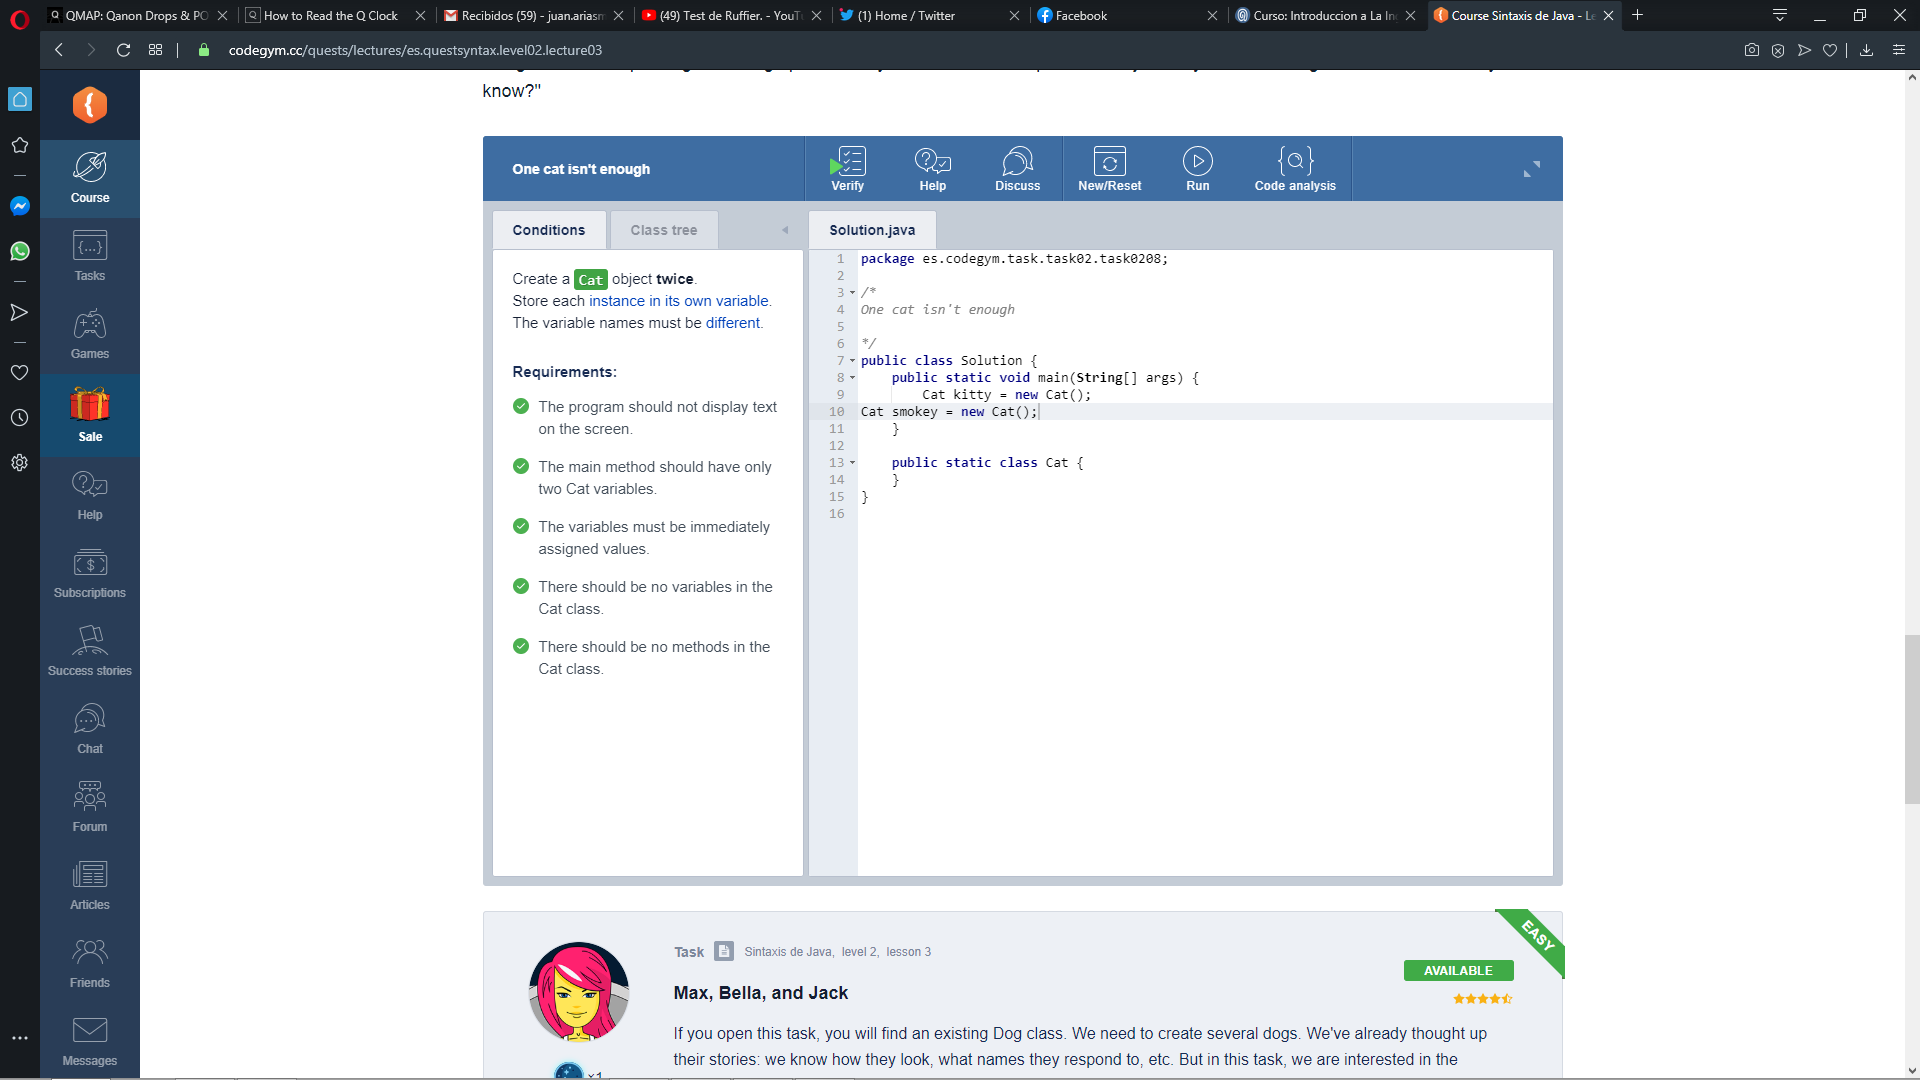 QMAP: Qanon Drops & PO
How to Read the Q Clock
Recibidos (59) - juan.ariasm
(49) Test de Ruffier. - YouT
(1) Home / Twitter
Facebook
Curso: Introduccion a La In
Course Sintaxis de Java - Le
codegym.cc/quests/lectures/es.questsyntax.level02.lecture03
know?"
Course
Tasks
Games
Sale
Help
Subscriptions
Success stories
Chat
Forum
Articles
Friends
Messages
One cat isn't enough
Verify
Help
Discuss
New/Reset
Run
Code analysis
Conditions
Class tree
Create a Cat object twice.
Store each instance in its own variable.
The variable names must be different.
Requirements:
The program should not display text
on the screen.
The main method should have only
two Cat variables.
The variables must be immediately
assigned values.
There should be no variables in the
Cat class.
There should be no methods in the
Cat class.
Solution.java
1 package es.codegym.task.task02.task0208;
2
3 /*
4 One cat isn't enough
5
6 */
7 public class Solution {
8 public static void main(String[] args) {
9 Cat kitty = new Cat();
10 Cat smokey = new Cat();
11 }
12
13 public static class Cat {
14 }
15 }
16
EASY
Task Sintaxis de Java, level 2, lesson 3
AVAILABLE
Max, Bella, and Jack
If you open this task, you will find an existing Dog class. We need to create several dogs. We've already thought up
their stories: we know how they look, what names they respond to, etc. But in this task, we are interested in the
×1